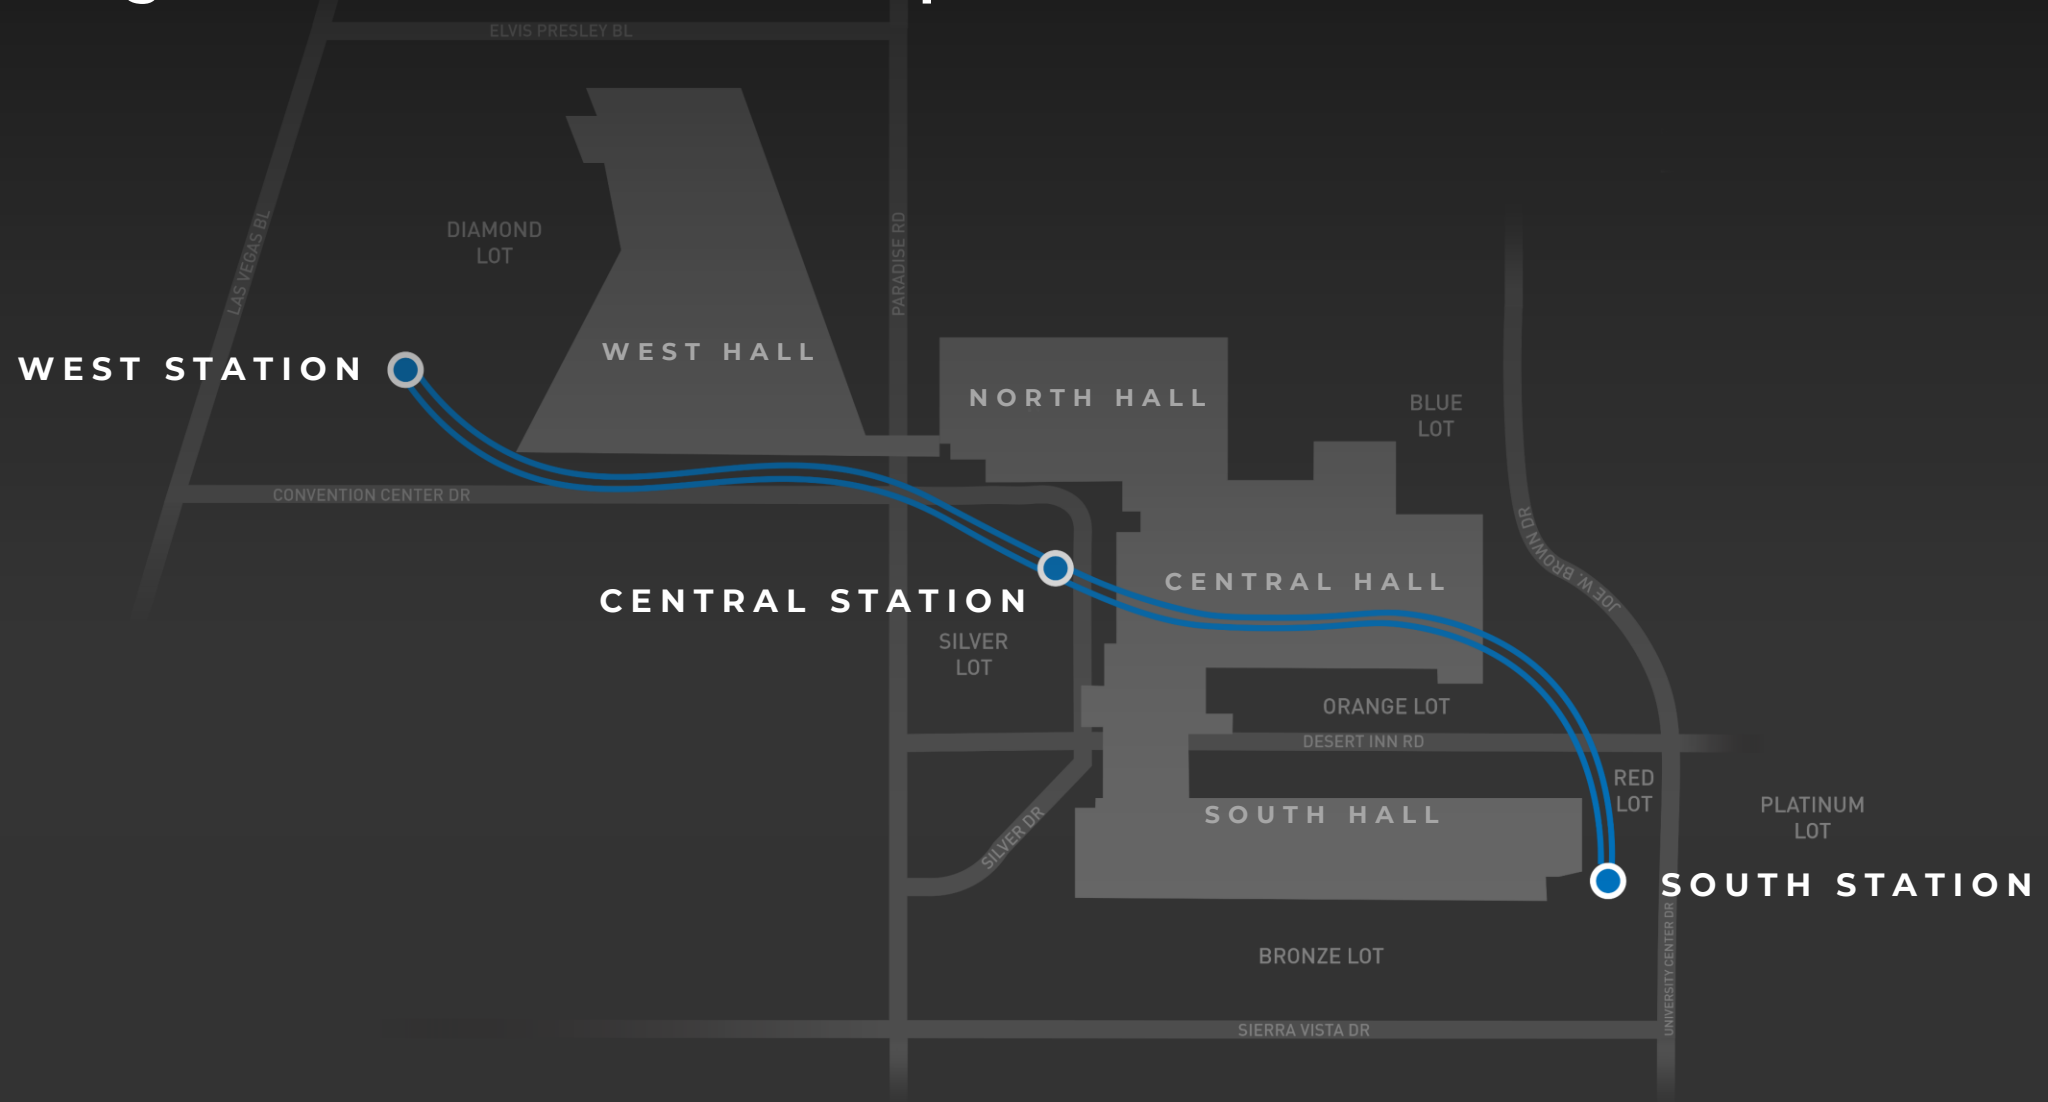 ELVIS PRESLEY BL
LAS VEGAS BL
DIAMOND
LOT
PARADISE RD
WEST HALL
WEST STATION
NORTH HALL
BLUE
LOT
CONVENTION CENTER DR
JOE W. BROWN DR
CENTRAL HALL
CENTRAL STATION
SILVER
LOT
ORANGE LOT
DESERT INN RD
RED
LOT
PLATINUM
LOT
SOUTH HALL
SILVER DR
SOUTH STATION
UNIVERSITY CENTER DR
BRONZE LOT
SIERRA VISTA DR